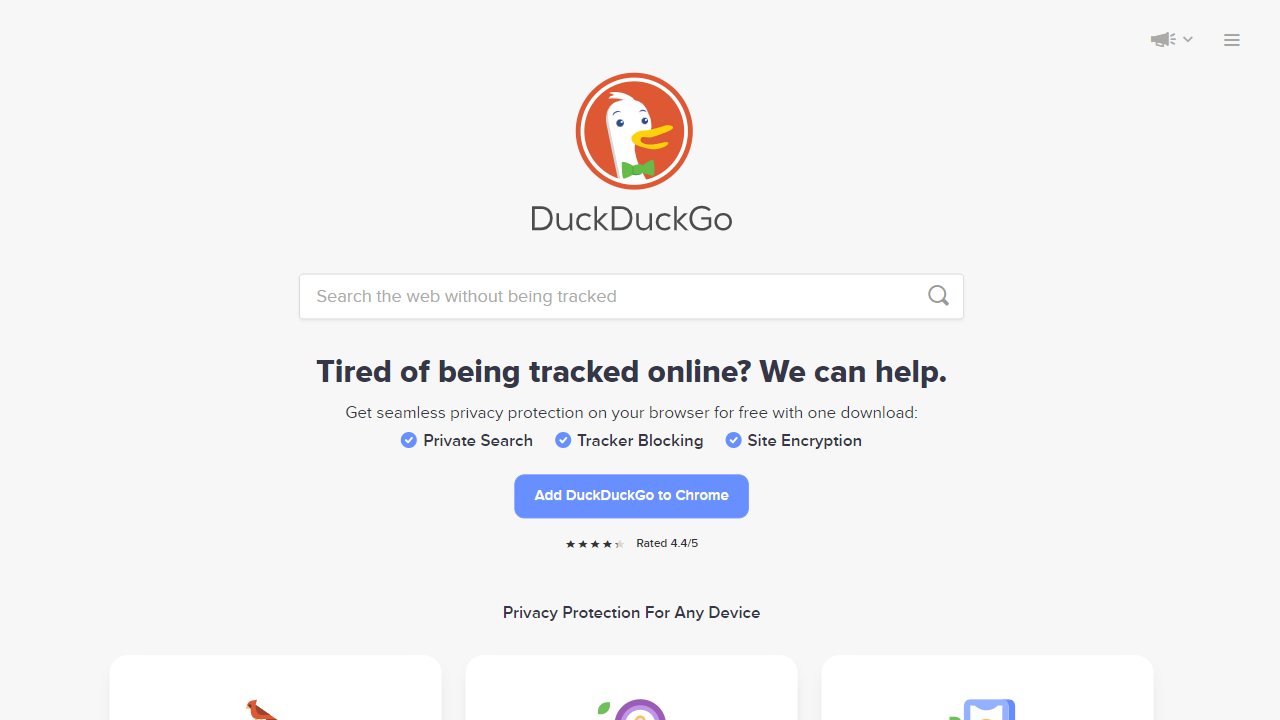 DuckDuckGo
Search the web without being tracked
Tired of being tracked online? We can help.
Get seamless privacy protection on your browser for free with one download:
Private Search Tracker Blocking Site Encryption
Add DuckDuckGo to Chrome
Rated 4.4/5
Privacy Protection For Any Device